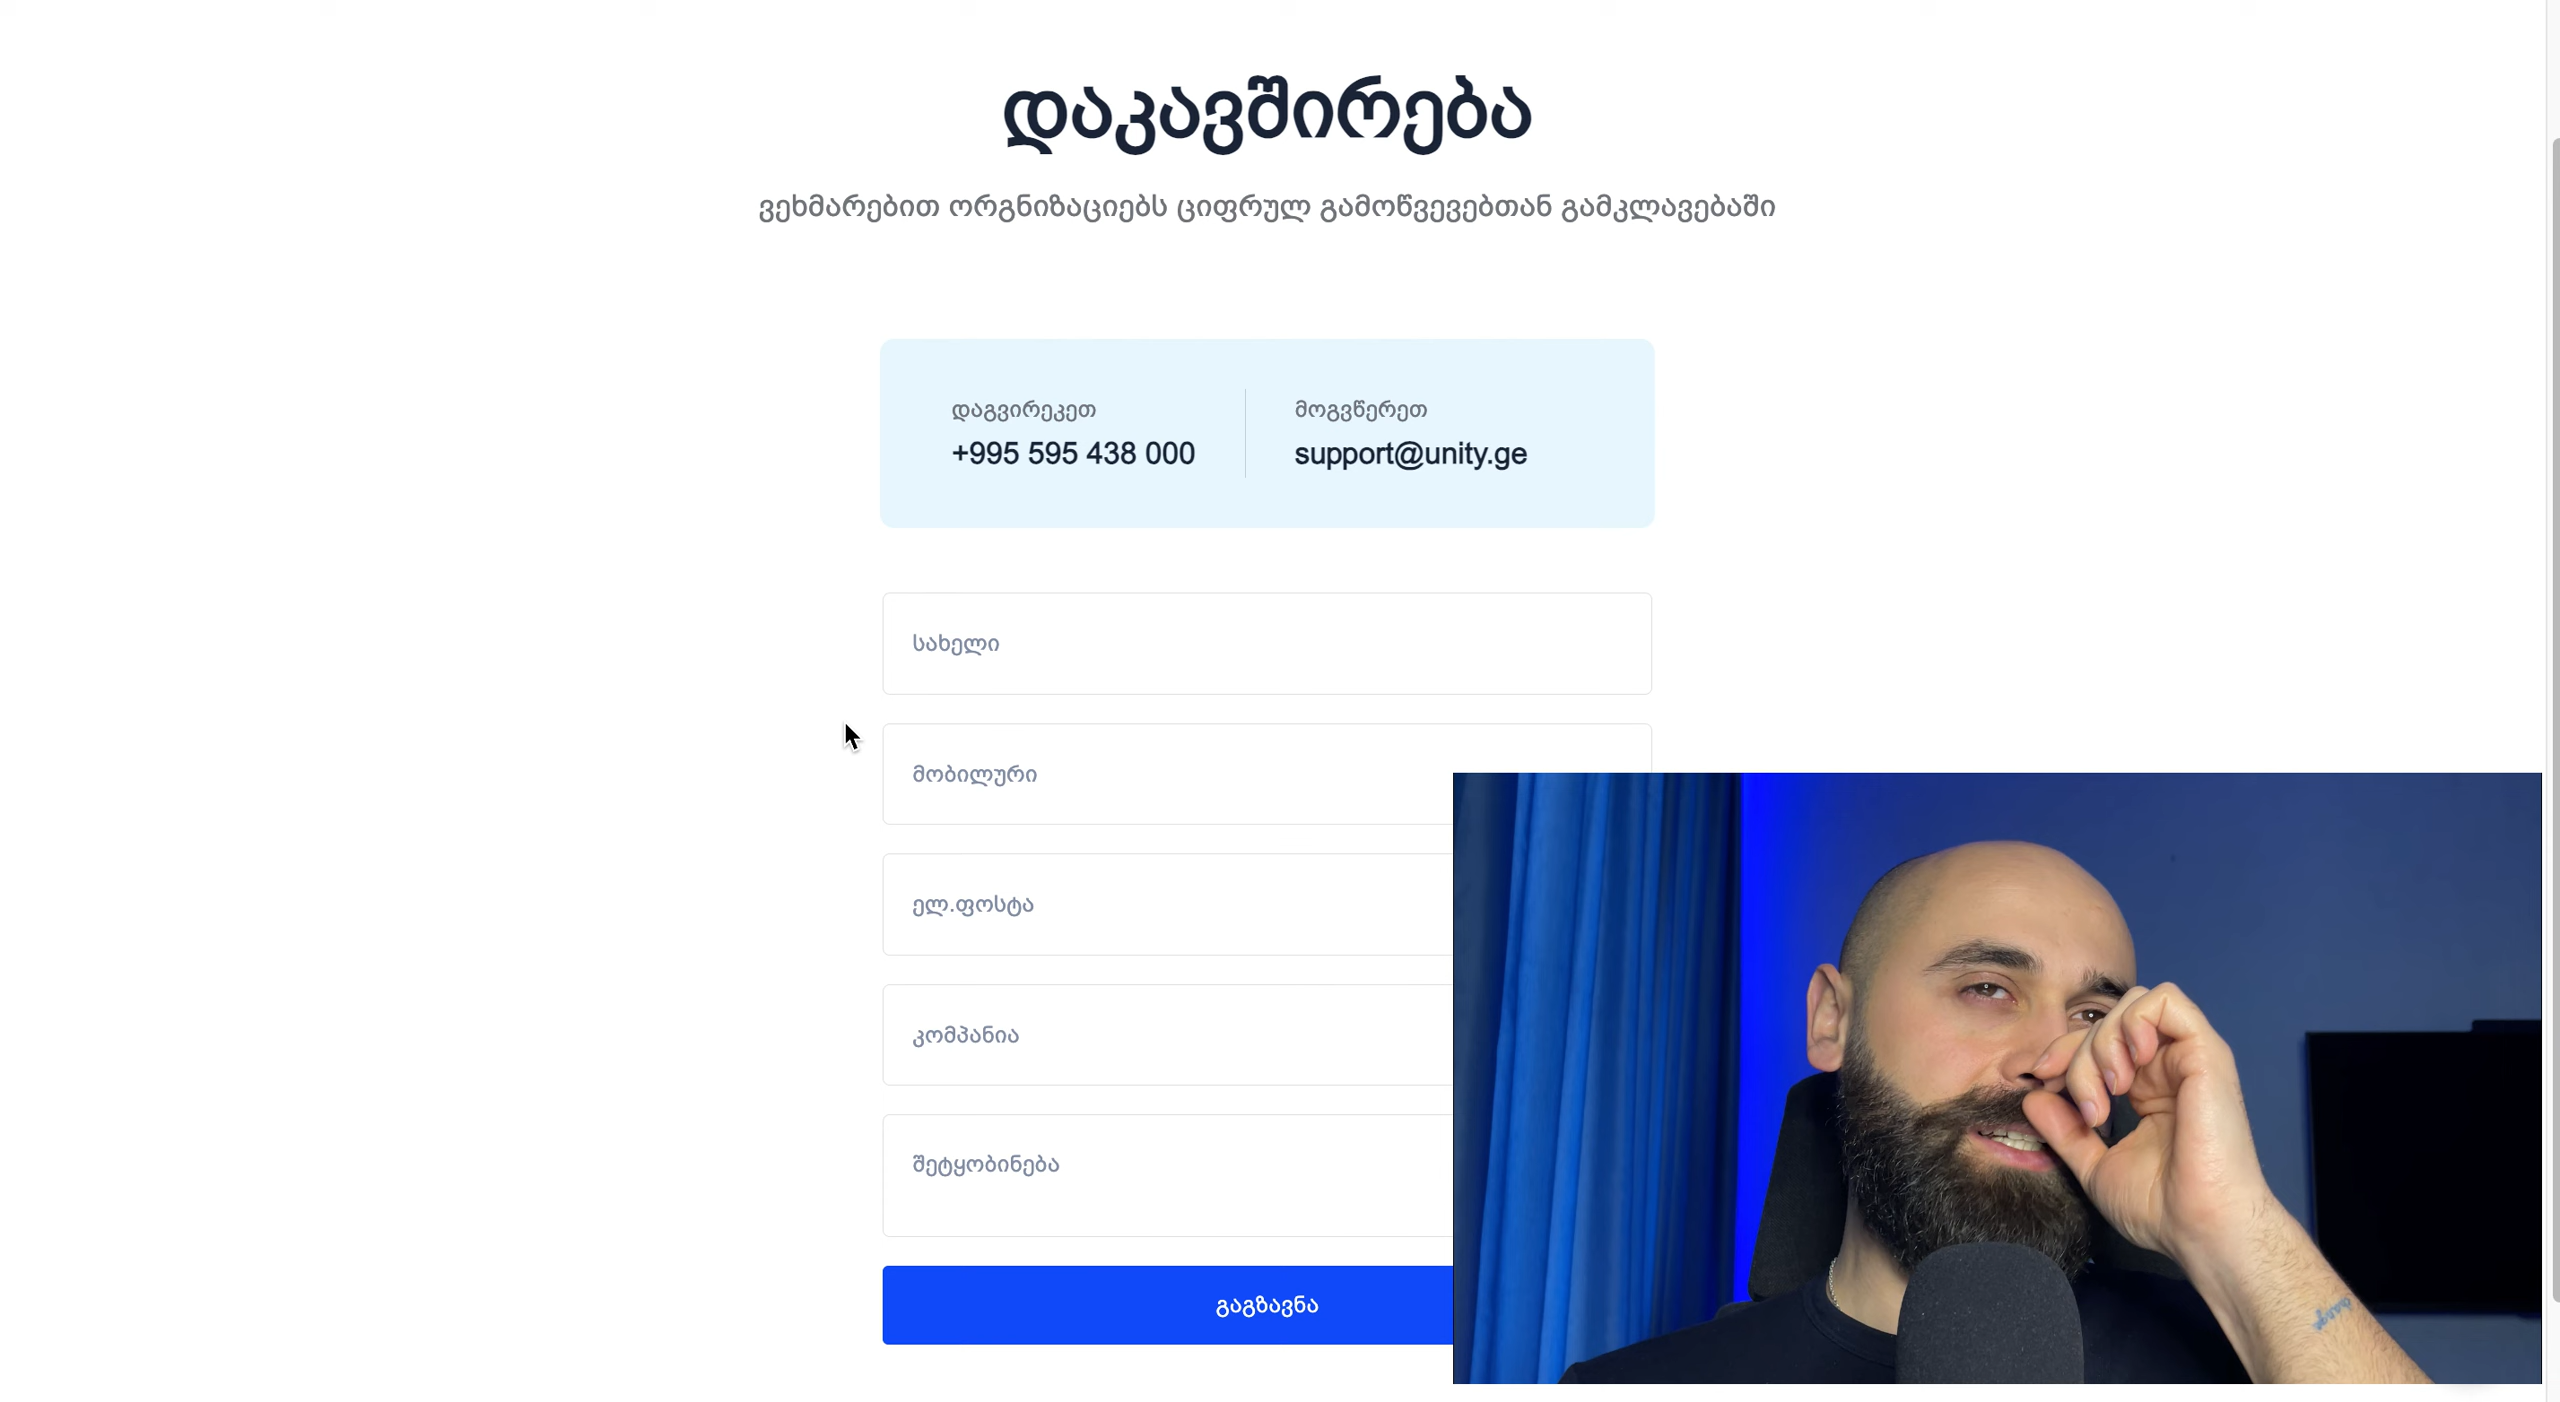 დაკავშირება
ვეხმარებით ორგნიზაციებს ციფრულ გამოწვევებთან გამკლავებაში
დაგვირეკეთ
+995 595 438 000
მოგვწერეთ
support@unity.ge
სახელი
მობილური
ელ.ფოსტა
კომპანია
შეტყობინება
გაგზავნა